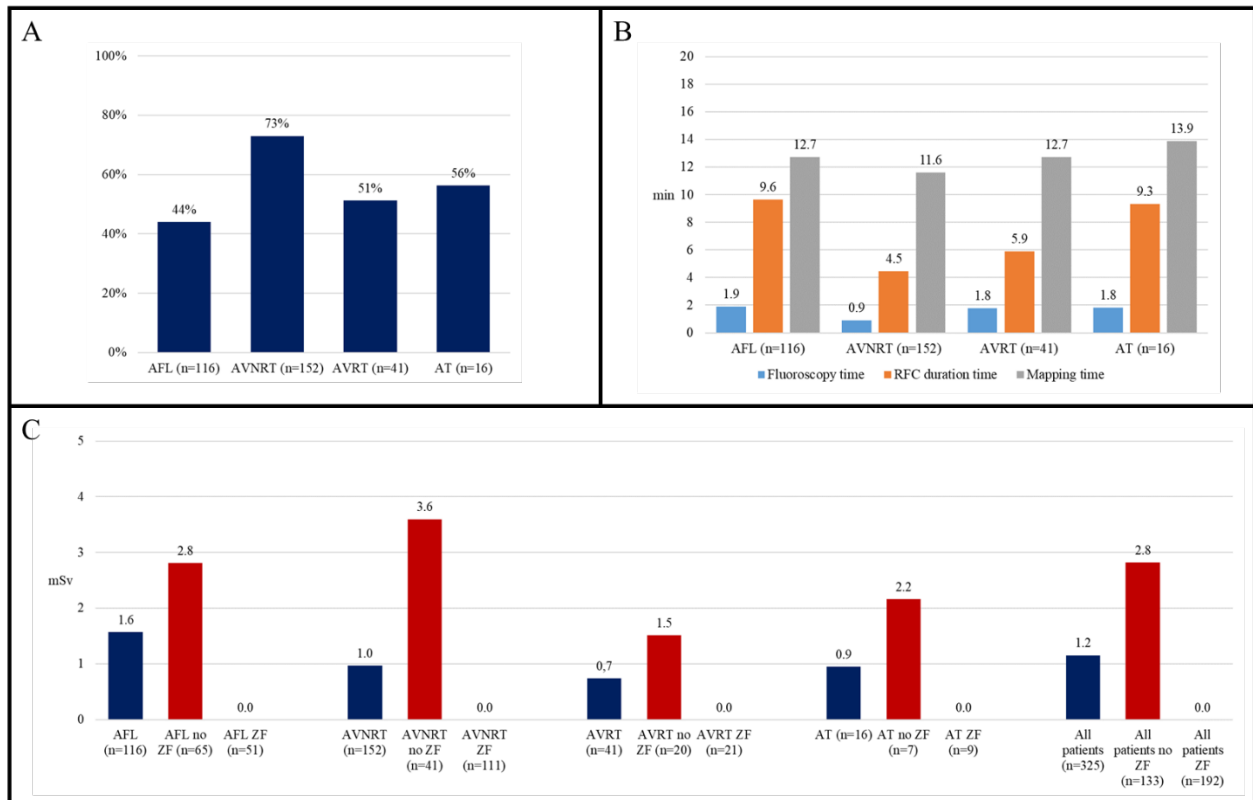 A
100%
80%
60%
40%
20%
0%
44%
73%
51%
56%
AFL (n=116) AVNRT (n=152) AVRT (n=41) AT (n=16)
B
20
18
16
14
12
min 10
8
6
4
2
0
1.9 9.6 12.7
0.9 4.5 11.6
1.8 5.9 12.7
1.8 9.3 13.9
AFL (n=116) AVNRT (n=152) AVRT (n=41) AT (n=16)
Fluoroscopy time RFC duration time Mapping time
C
5
4
3
mSv
2
1
0
1.6 2.8 0.0
1.0 3.6 0.0
0,7 1.5 0.0
0.9 2.2 0.0
1.2 2.8 0.0
AFL
(n=116)
AFL no
ZF (n=65)
AFL ZF
(n=51)
AVNRT
(n=152)
AVNRT
no ZF
(n=41)
AVNRT
ZF
(n=111)
AVRT
(n=41)
AVRT no
ZF (n=20)
AVRT ZF
(n=21)
AT (n=16)
AT no ZF
(n=7)
AT ZF
(n=9)
All
patients
(n=325)
All
patients no
ZF
(n=133)
All
patients
ZF
(n=192)